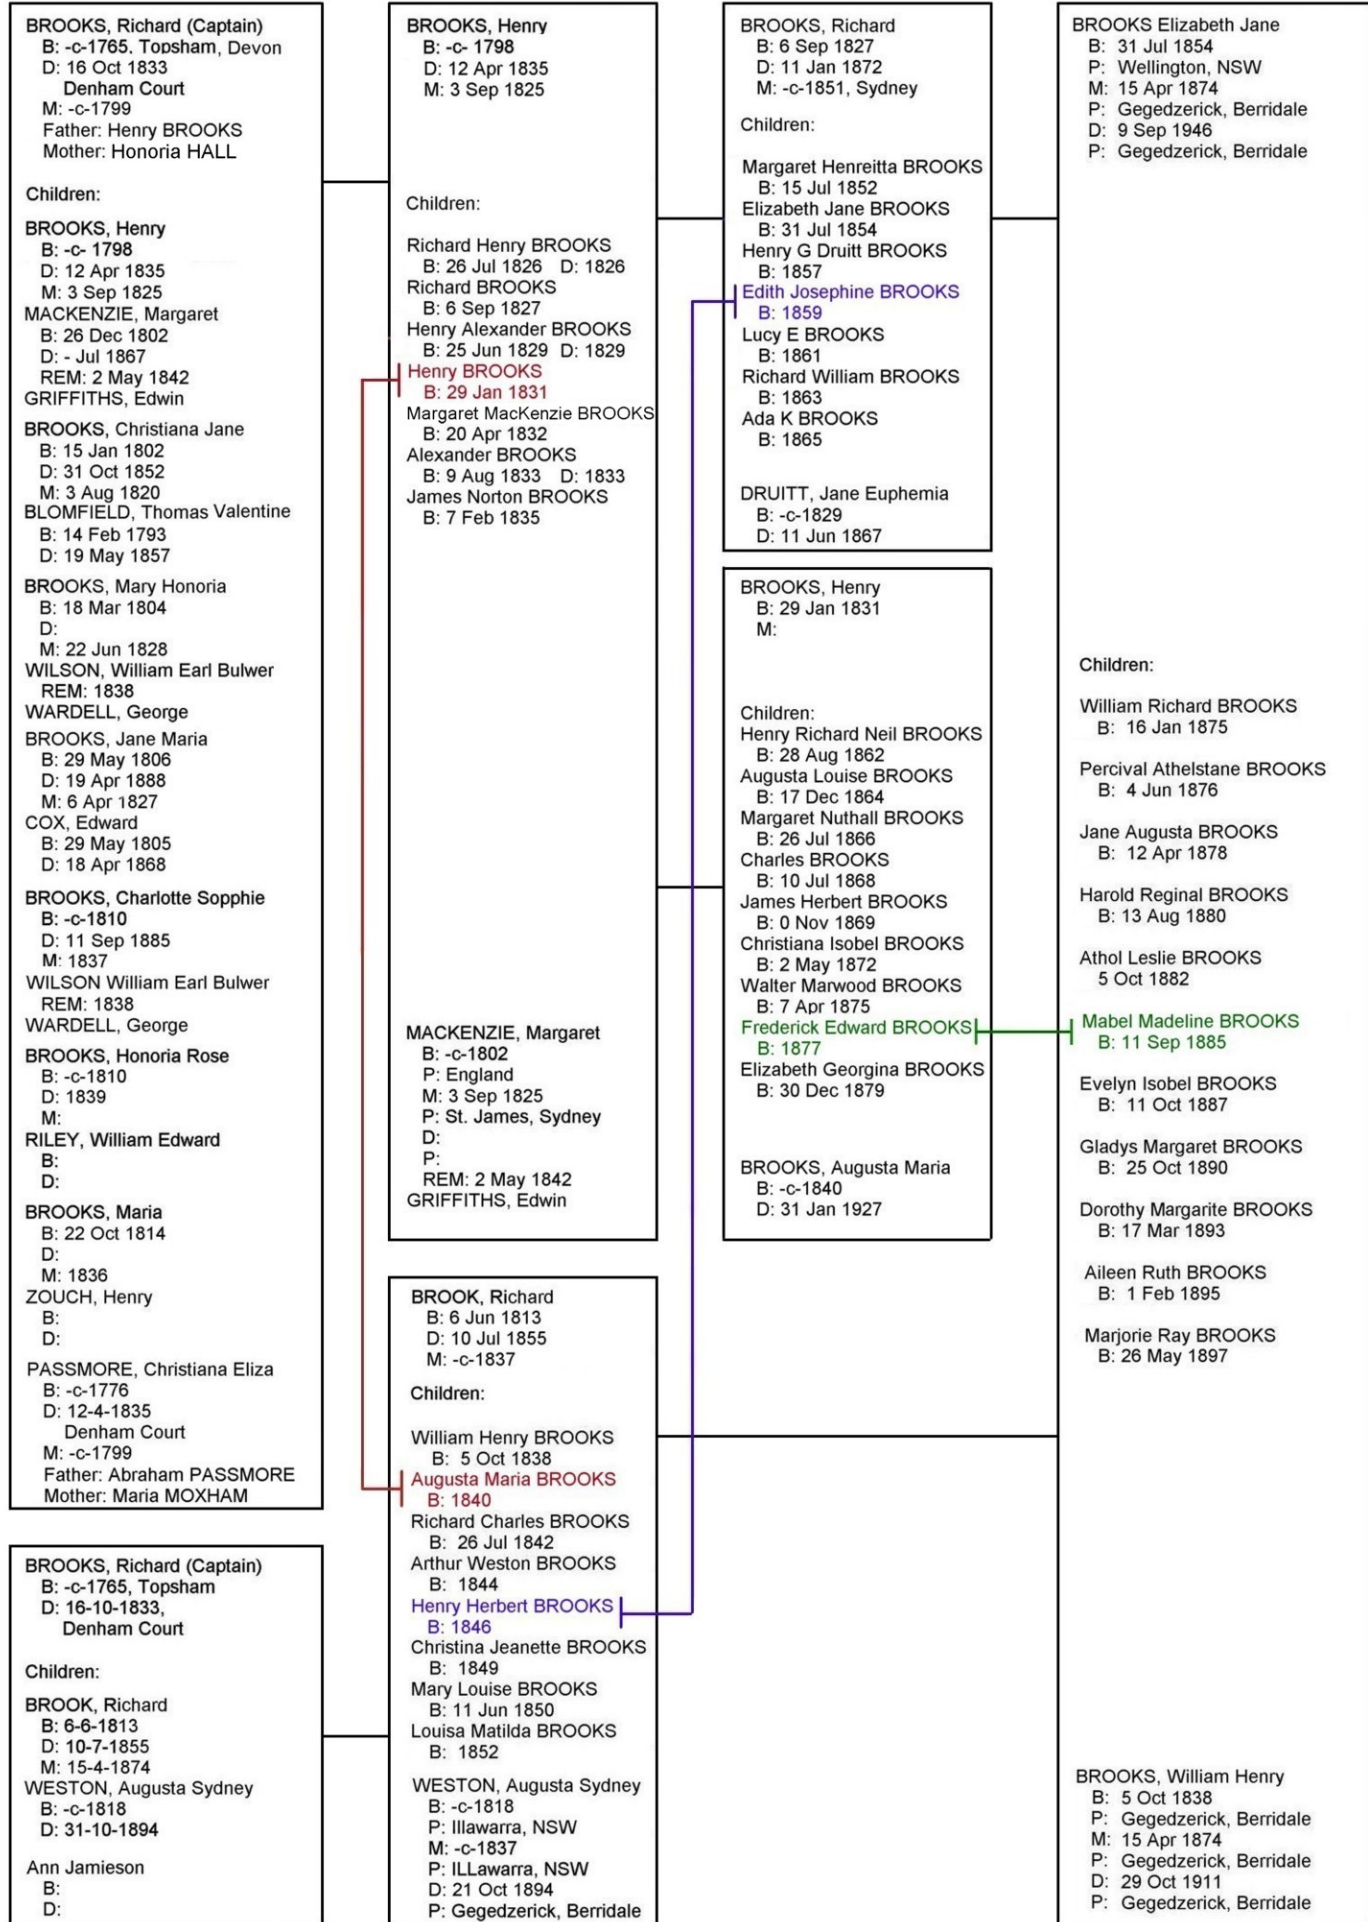 BROOKS, Richard (Captain)
B: -c-1765. Topsham, Devon
D: 16 Oct 1833
Denham Court
M: -c-1799
Father: Henry BROOKS
Mother: Honoria HALL
Children:
BROOKS, Henry
B: -c- 1798
D: 12 Apr 1835
M: 3 Sep 1825
MACKENZIE, Margaret
B: 26 Dec 1802
D: - Jul 1867
REM: 2 May 1842
GRIFFITHS, Edwin
BROOKS, Christiana Jane
B: 15 Jan 1802
D: 31 Oct 1852
M: 3 Aug 1820
BLOMFIELD, Thomas Valentine
B: 14 Feb 1793
D: 19 May 1857
BROOKS, Mary Honoria
B: 18 Mar 1804
D:
M: 22 Jun 1828
WILSON, William Earl Bulwer
REM: 1838
WARDELL, George
BROOKS, Jane Maria
B: 29 May 1806
D: 19 Apr 1888
M: 6 Apr 1827
COX, Edward
B: 29 May 1805
D: 18 Apr 1868
BROOKS, Charlotte Sopphie
B: -c-1810
D: 11 Sep 1885
M: 1837
WILSON William Earl Bulwer
REM: 1838
WARDELL, George
BROOKS, Honoria Rose
B: -c-1810
D: 1839
M:
RILEY, William Edward
B:
D:
BROOKS, Maria
B: 22 Oct 1814
D:
M: 1836
ZOUCH, Henry
B:
D:
PASSMORE, Christiana Eliza
B: -c-1776
D: 12-4-1835
Denham Court
M: -c-1799
Father: Abraham PASSMORE
Mother: Maria MOXHAM
BROOKS, Richard (Captain)
B: -c-1765, Topsham
D: 16-10-1833,
Denham Court
Children:
BROOK, Richard
B: 6-6-1813
D: 10-7-1855
M: 15-4-1874
WESTON, Augusta Sydney
B: -c-1818
D: 31-10-1894
Ann Jamieson
B:
D:
BROOKS, Henry
B: -c- 1798
D: 12 Apr 1835
M: 3 Sep 1825
Children:
Richard Henry BROOKS
B: 26 Jul 1826 D: 1826
Richard BROOKS
B: 6 Sep 1827
Henry Alexander BROOKS
B: 25 Jun 1829 D: 1829
Henry BROOKS
B: 29 Jan 1831
Margaret MacKenzie BROOKS
B: 20 Apr 1832
Alexander BROOKS
B: 9 Aug 1833 D: 1833
James Norton BROOKS
B: 7 Feb 1835
MACKENZIE, Margaret
B: -c-1802
P: England
M: 3 Sep 1825
P: St. James, Sydney
D:
P:
REM: 2 May 1842
GRIFFITHS, Edwin
BROOK, Richard
B: 6 Jun 1813
D: 10 Jul 1855
M: -c-1837
Children:
William Henry BROOKS
B: 5 Oct 1838
Augusta Maria BROOKS
B: 1840
Richard Charles BROOKS
B: 26 Jul 1842
Arthur Weston BROOKS
B: 1844
Henry Herbert BROOKS
B: 1846
Christina Jeanette BROOKS
B: 1849
Mary Louise BROOKS
B: 11 Jun 1850
Louisa Matilda BROOKS
B: 1852
WESTON, Augusta Sydney
B: -c-1818
P: Illawarra, NSW
M: -c-1837
P: ILLawarra, NSW
D: 21 Oct 1894
P: Gegedzerick, Berridale
BROOKS, Richard
B: 6 Sep 1827
D: 11 Jan 1872
M: -c-1851, Sydney
Children:
Margaret Henreitta BROOKS
B: 15 Jul 1852
Elizabeth Jane BROOKS
B: 31 Jul 1854
Henry G Druitt BROOKS
B: 1857
Edith Josephine BROOKS
B: 1859
Lucy E BROOKS
B: 1861
Richard William BROOKS
B: 1863
Ada K BROOKS
B: 1865
DRUITT, Jane Euphemia
B: -c-1829
D: 11 Jun 1867
BROOKS, Henry
B: 29 Jan 1831
M:
Children:
Henry Richard Neil BROOKS
B: 28 Aug 1862
Augusta Louise BROOKS
B: 17 Dec 1864
Margaret Nuthall BROOKS
B: 26 Jul 1866
Charles BROOKS
B: 10 Jul 1868
James Herbert BROOKS
B: 0 Nov 1869
Christiana Isobel BROOKS
B: 2 May 1872
Walter Marwood BROOKS
B: 7 Apr 1875
Frederick Edward BROOKS
B: 1877
Elizabeth Georgina BROOKS
B: 30 Dec 1879
BROOKS, Augusta Maria
B: -c-1840
D: 31 Jan 1927
BROOKS Elizabeth Jane
B: 31 Jul 1854
P: Wellington, NSW
M: 15 Apr 1874
P: Gegedzerick, Berridale
D: 9 Sep 1946
P: Gegedzerick, Berridale
Children:
William Richard BROOKS
B: 16 Jan 1875
Percival Athelstane BROOKS
B: 4 Jun 1876
Jane Augusta BROOKS
B: 12 Apr 1878
Harold Reginal BROOKS
B: 13 Aug 1880
Athol Leslie BROOKS
5 Oct 1882
Mabel Madeline BROOKS
B: 11 Sep 1885
Evelyn Isobel BROOKS
B: 11 Oct 1887
Gladys Margaret BROOKS
B: 25 Oct 1890
Dorothy Margarite BROOKS
B: 17 Mar 1893
Aileen Ruth BROOKS
B: 1 Feb 1895
Marjorie Ray BROOKS
B: 26 May 1897
BROOKS, William Henry
B: 5 Oct 1838
P: Gegedzerick, Berridale
M: 15 Apr 1874
P: Gegedzerick, Berridale
D: 29 Oct 1911
P: Gegedzerick, Berridale